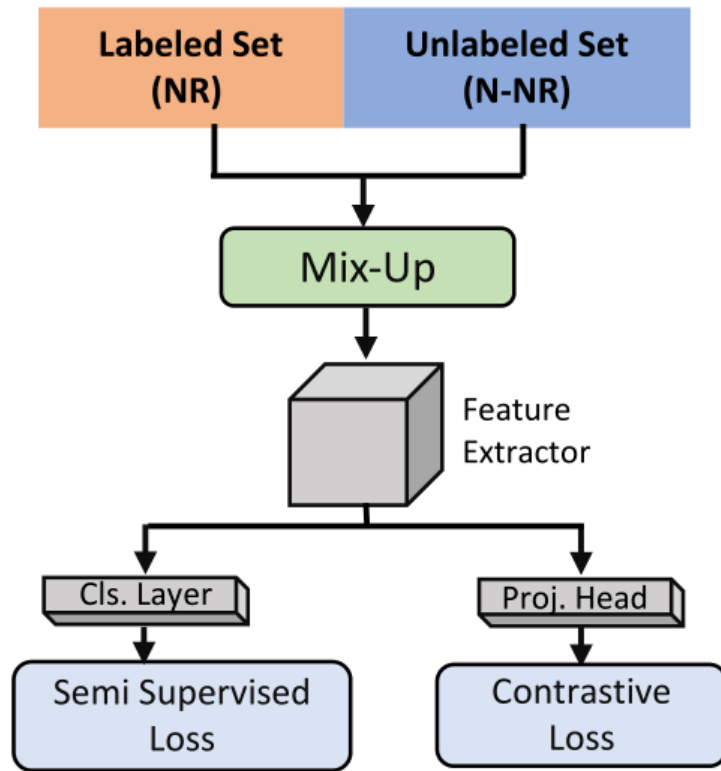 Labeled Set
(NR)
Unlabeled Set
(N-NR)
Mix-Up
Feature
Extractor
Cls. Layer
Proj. Head
Semi Supervised
Loss
Contrastive
Loss